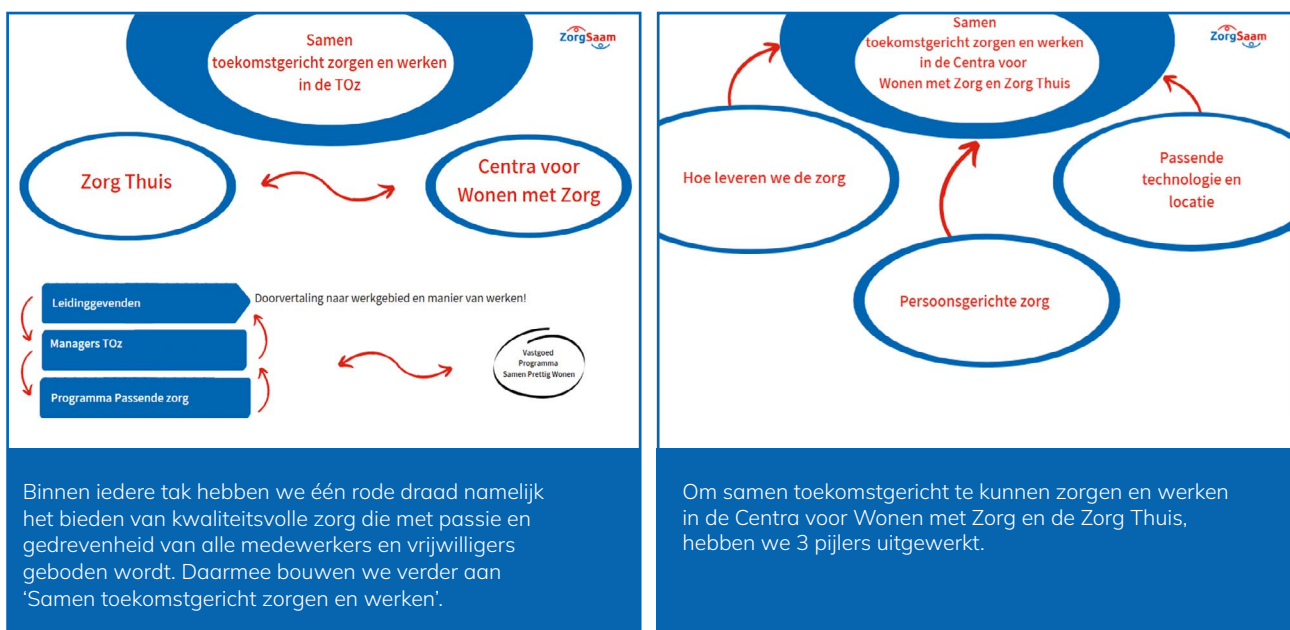 Samen
toekomstgericht zorgen en werken
in de TOz
ZorgSaam
Zorg Thuis
Centra voor
Wonen met Zorg
Leidinggevenden
Doorvertaling naar werkgebied en manier van werken!
Managers TOz
Programma Passende zorg
Vastgoed
Programma
Samen Prettig Wonen
Binnen iedere tak hebben we één rode draad namelijk
het bieden van kwaliteitsvolle zorg die met passie en
gedrevenheid van alle medewerkers en vrijwilligers
geboden wordt. Daarmee bouwen we verder aan
‘Samen toekomstgericht zorgen en werken’.
Samen
toekomstgericht zorgen en werken
in de Centra voor
Wonen met Zorg en Zorg Thuis
ZorgSaam
Hoe leveren we de zorg
Passende
technologie en
locatie
Persoonsgerichte zorg
Om samen toekomstgericht te kunnen zorgen en werken
in de Centra voor Wonen met Zorg en de Zorg Thuis,
hebben we 3 pijlers uitgewerkt.